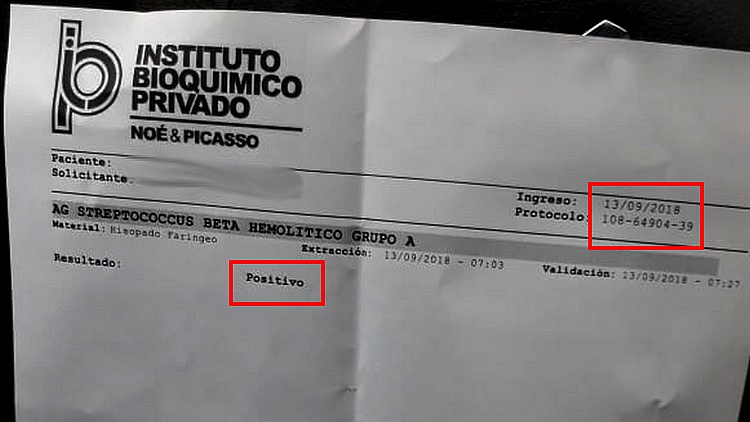 INSTITUTO
BIOQUIMICO
PRIVADO
NOÉ & PICASSO
Paciente:
Solicitante.
Ingreso: 13/09/2018
Protocolo: 108-64904-39
AG STREPTOCOCCUS BETA HEMOLITICO GRUPO A
Material: Hisopado Faringeo
Extracción: 13/09/2018 - 07:03
Validación: 13/09/2018 - 07:27
Resultado: Positivo